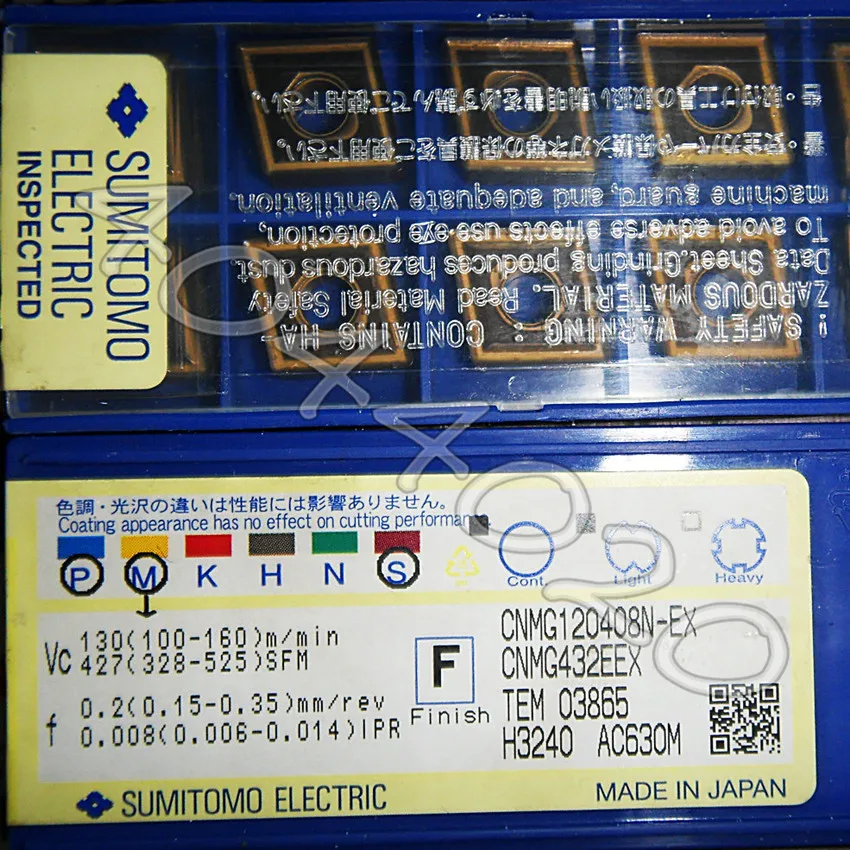 SUMITOMO
ELECTRIC
INSPECTED
! SAFETY WARNING : CONTAINS HA-
ZARDOUS MATERIAL. Read Material Safety
Data Sheet.Grinding produces hazardous dust.
To avoid adverse effects use eye protection,
machine guard, and adequate ventilation.
40X4020
色調・光沢の違いは性能には影響ありません。
Coating appearance has no effect on cutting performan
P M K H N S
Cont. Light Heavy
Vc 130(100-160)m/min
427(328-525)SFM
f 0.2(0.15-0.35)mm/rev
0.008(0.006-0.014)IPR
F
Finish
CNMG120408N-EX
CNMG432EEX
TEM 03865
H3240 AC630M
SUMITOMO ELECTRIC
MADE IN JAPAN